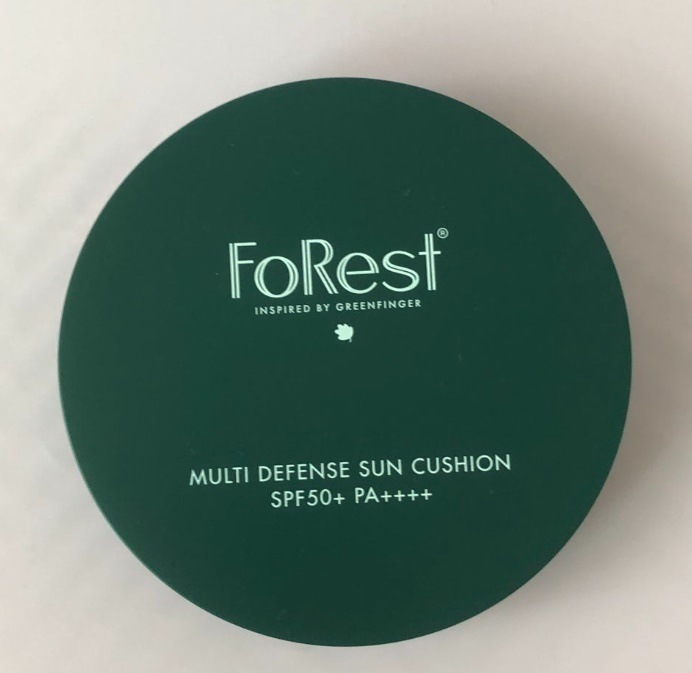 FoRest®
INSPIRED BY GREENFINGER
MULTI DEFENSE SUN CUSHION
SPF50+ PA++++